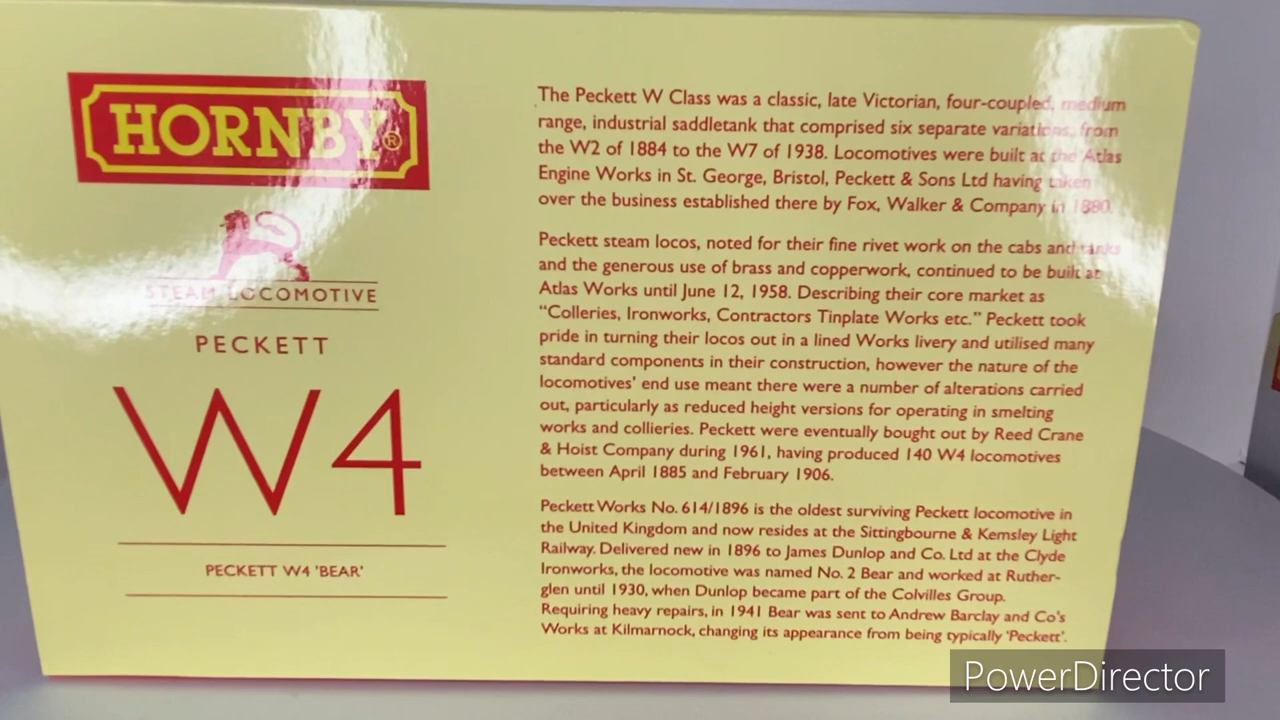 HORNBY®
STEAM LOCOMOTIVE
PECKETT
W4
PECKETT W4 'BEAR'
The Peckett W Class was a classic, late Victorian, four-coupled, medium
range, industrial saddletank that comprised six separate variations, from
the W2 of 1884 to the W7 of 1938. Locomotives were built at the Atlas
Engine Works in St. George, Bristol, Peckett & Sons Ltd having taken
over the business established there by Fox, Walker & Company in 1880.
Peckett steam locos, noted for their fine rivet work on the cabs and tanks
and the generous use of brass and copperwork, continued to be built at
Atlas Works until June 12, 1958. Describing their core market as
“Colleries, Ironworks, Contractors Tinplate Works etc.” Peckett took
pride in turning their locos out in a lined Works livery and utilised many
standard components in their construction, however the nature of the
locomotives' end use meant there were a number of alterations carried
out, particularly as reduced height versions for operating in smelting
works and collieries. Peckett were eventually bought out by Reed Crane
& Hoist Company during 1961, having produced 140 W4 locomotives
between April 1885 and February 1906.
Peckett Works No. 614/1896 is the oldest surviving Peckett locomotive in
the United Kingdom and now resides at the Sittingbourne & Kemsley Light
Railway. Delivered new in 1896 to James Dunlop and Co. Ltd at the Clyde
Ironworks, the locomotive was named No. 2 Bear and worked at Ruther-
glen until 1930, when Dunlop became part of the Colvilles Group.
Requiring heavy repairs, in 1941 Bear was sent to Andrew Barclay and Co's
Works at Kilmarnock, changing its appearance from being typically 'Peckett'.
PowerDirector